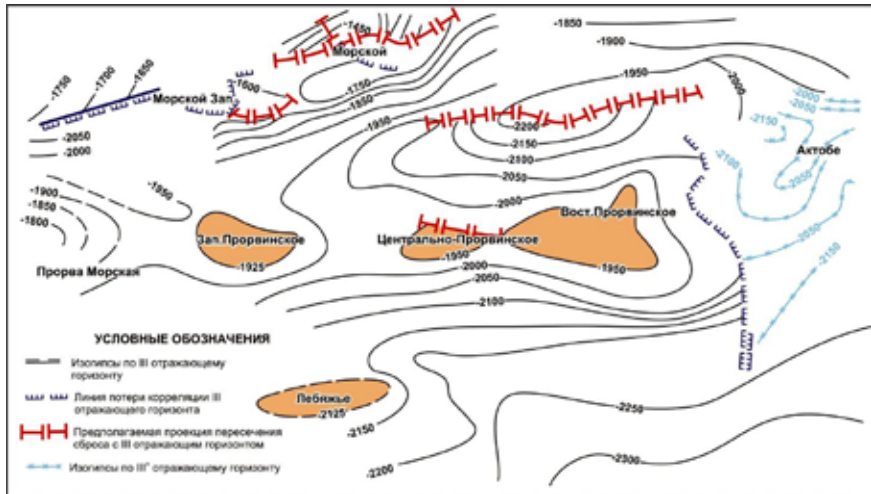 -1850
-1900
-1450
Морской
-1950
-2000
-2000
-2050
-1750
-1700
-1650
-1600
-1750
-1850
Морской Зап.
-1950
-2200
-2150
-2150
-2100
Актобе
-2050
-2000
-2050
-2100
-2050
-1950
-2000
-1900
-1850
-1800
Вост.Прорвинское
Зап.Прорвинское
Центрально-Прорвинское
-2050
-1925
-1950
-1950
-2150
Прорва Морская
-2000
-2050
-2100
УСЛОВНЫЕ ОБОЗНАЧЕНИЯ
Изогипсы по III отражающему
горизонту
Линия потери корреляции III
отражающего горизонта
Лебяжье
-2125
-2150
-2250
Предполагаемая проекция пересечения
сброса с III отражающим горизонтом
Изогипсы по III' отражающему горизонту
-2200
-2300